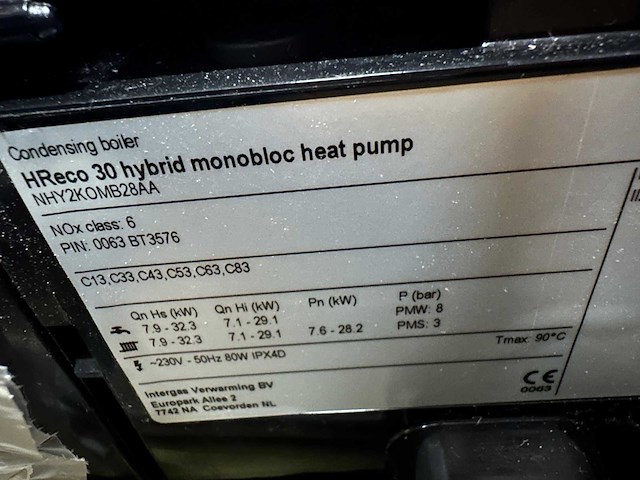 Condensing boiler
HReco 30 hybrid monobloc heat pump
NHY2KOMB28AA
NOx class: 6
PIN: 0063 BT3576
C13,C33,C43,C53,C63,C83
Qn Hs (kW) Qn Hi (kW) Pn (kW) P (bar)
7.9 - 32.3 7.1 - 29.1 PMW: 8
7.9 - 32.3 7.1 - 29.1 7.6 - 28.2 PMS: 3
~230V - 50Hz 80W IPX4D Tmax: 90°C
Intergas Verwarming BV
Europark Allee 2
7742 NA Coevorden NL
CE
0063